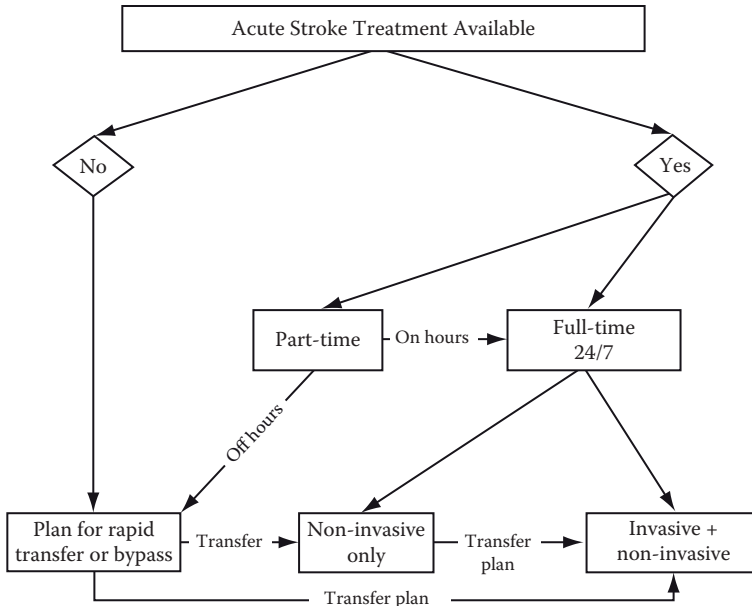 Acute Stroke Treatment Available
No
Yes
Part-time
On hours
Full-time
24/7
Off hours
Plan for rapid
transfer or bypass
Transfer
Non-invasive
only
Transfer
plan
Invasive +
non-invasive
Transfer plan